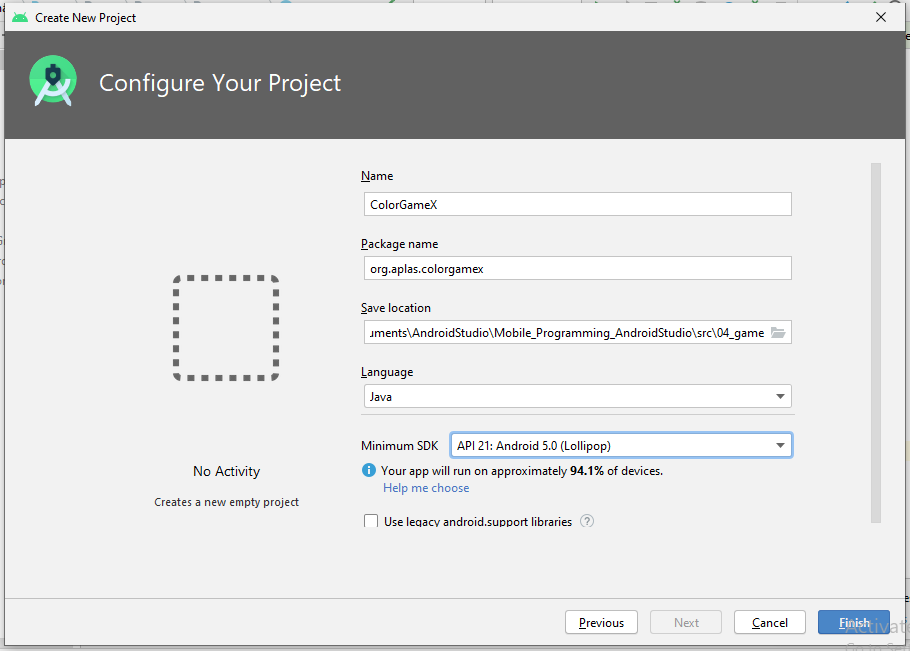 Create New Project
Configure Your Project
Name
ColorGameX
Package name
org.aplas.colorgamex
Save location
uments\AndroidStudio\Mobile_Programming_AndroidStudio\src\04_game
Language
Java
Minimum SDK
API 21: Android 5.0 (Lollipop)
Your app will run on approximately 94.1% of devices.
Help me choose
No Activity
Creates a new empty project
Use legacy android.support libraries
Previous
Next
Cancel
Finish
Activate